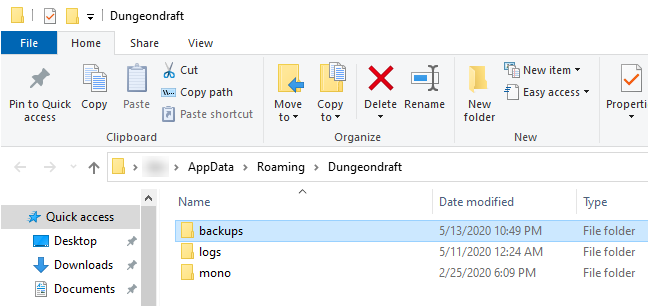 Dungeondraft
File Home Share View
Pin to Quick access
Copy
Paste
Cut
Copy path
Paste shortcut
Clipboard
Move to
Copy to
Delete
Rename
Organize
New folder
New item
Easy access
New
Properti
AppData > Roaming > Dungeondraft
Name Date modified Type
Quick access
Desktop
Downloads
Documents
backups 5/13/2020 10:49 PM File folder
logs 5/11/2020 12:24 AM File folder
mono 2/25/2020 6:09 PM File folder